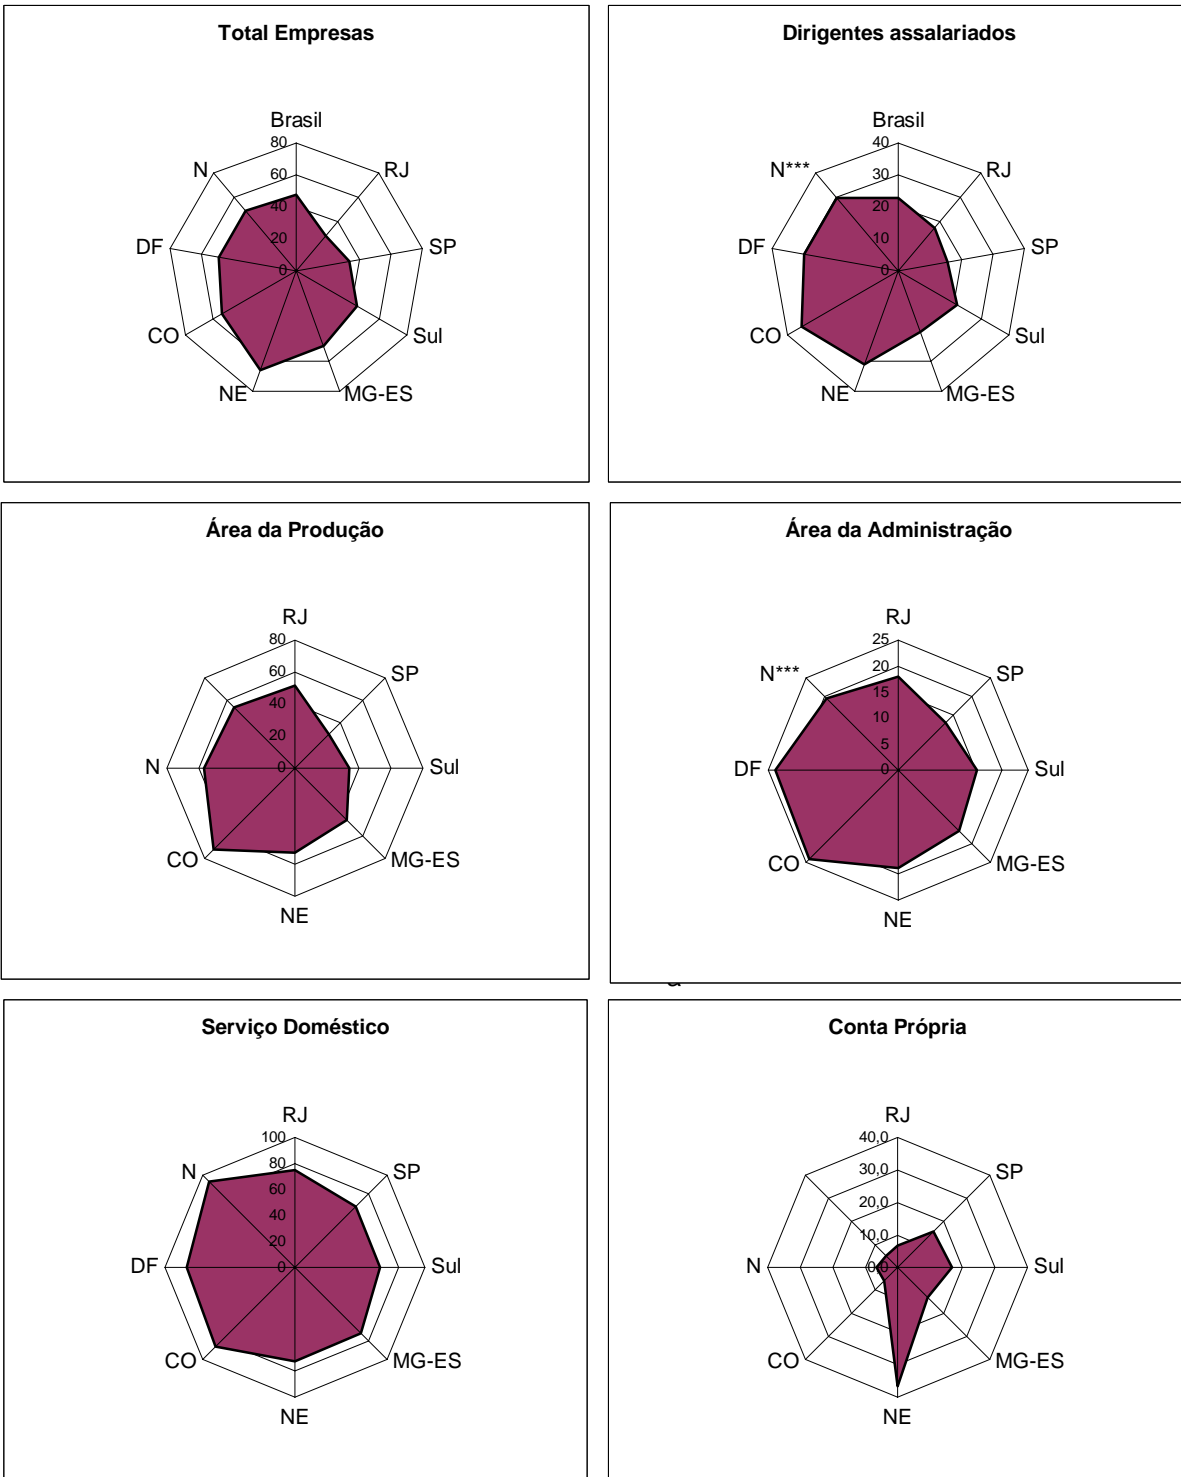 Total Empresas
Brasil
80
60
40
20
0
RJ
SP
Sul
MG-ES
NE
CO
DF
N
Dirigentes assalariados
Brasil
40
30
20
10
0
RJ
SP
Sul
MG-ES
NE
CO
DF
N***
Área da Produção
RJ
80
60
40
20
0
SP
Sul
MG-ES
NE
CO
N
Área da Administração
RJ
25
20
15
10
5
0
SP
Sul
MG-ES
NE
CO
DF
N***
Serviço Doméstico
RJ
100
80
60
40
20
0
SP
Sul
MG-ES
NE
CO
DF
N
Conta Própria
RJ
40,0
30,0
20,0
10,0
0,0
SP
Sul
MG-ES
NE
CO
N